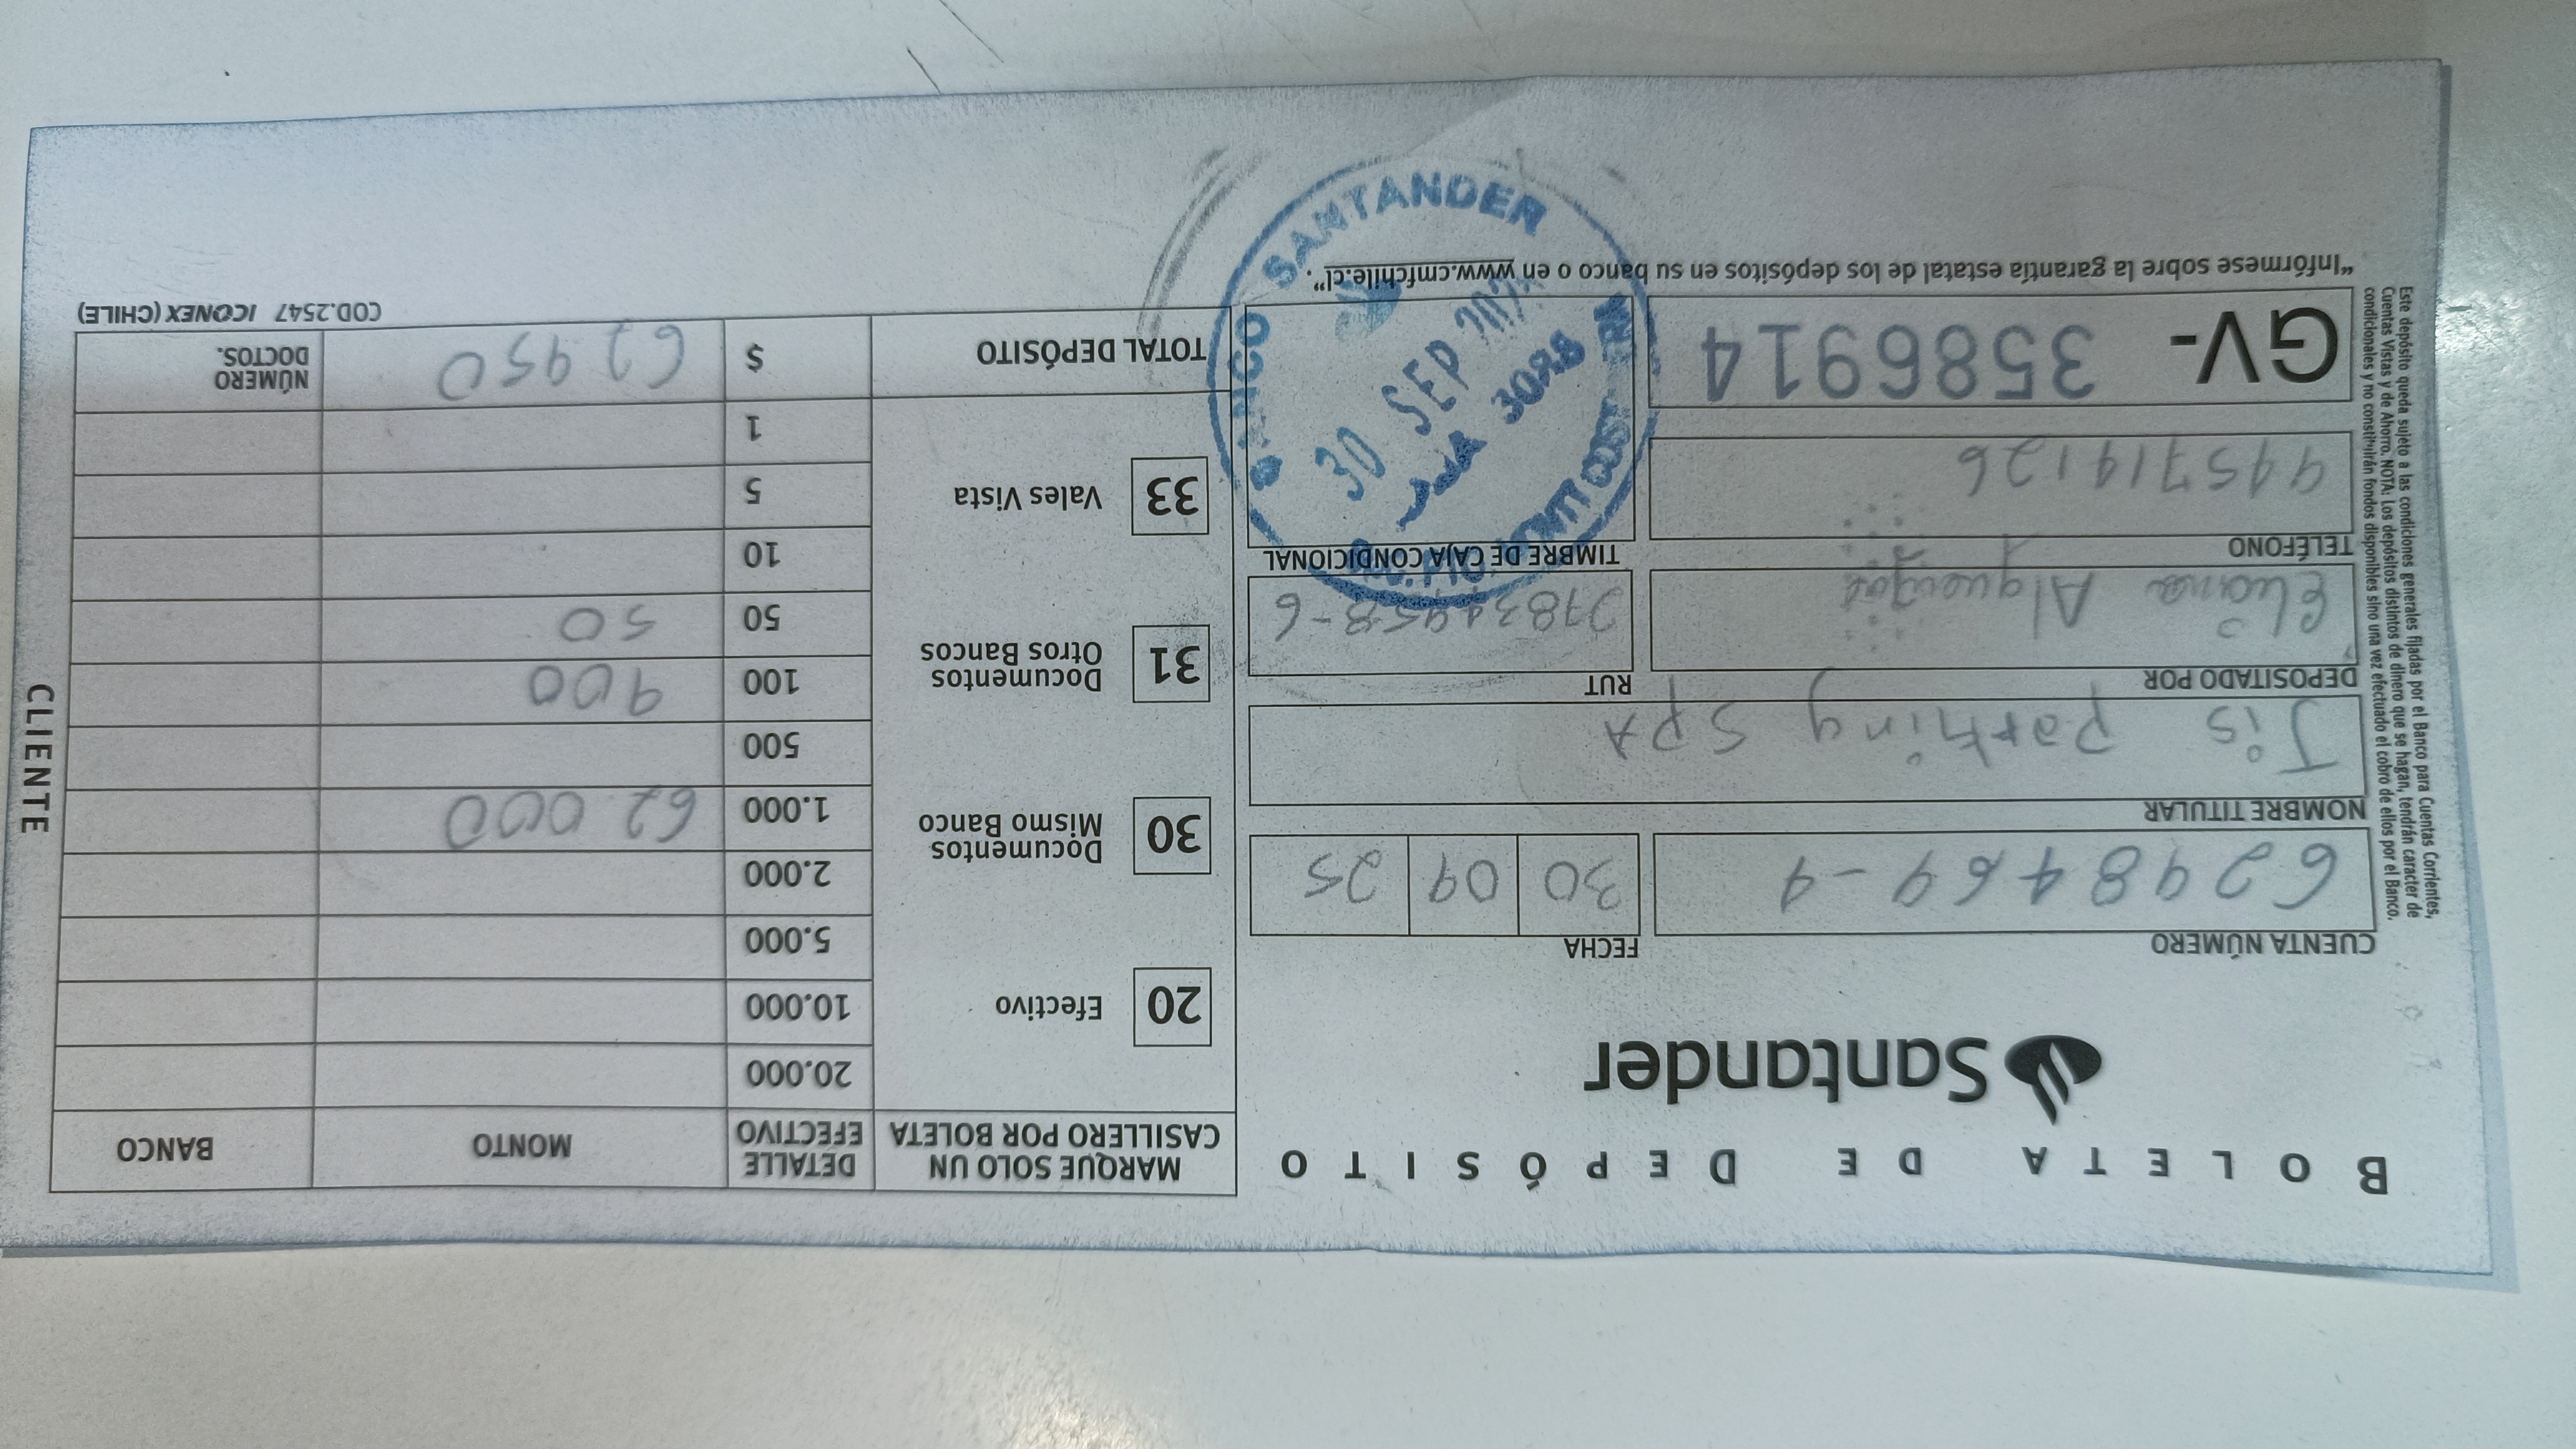 BOLETA DE DEPÓSITO
Santander
CUENTA NÚMERO
FECHA
30 09 25
NOMBRE TITULAR
Jis Parking SPA
DEPOSITADO POR
RUT
TELÉFONO
945714126
TIMBRE DE CAJA CONDICIONAL
GV- 3586914
"Infórmese sobre la garantía estatal de los depósitos en su banco o en www.cmfchile.cl".
Este depósito queda sujeto a las condiciones generales fijadas por el Banco para Cuentas Corrientes,
Cuentas Vistas y de Ahorro. NOTA: Los depósitos distintos de dinero que se hagan, tendrán caracter de
condicionales y no constituirán fondos disponibles sino una vez efectuado el cobro de ellos por el Banco.
SANTANDER
30 SEP
MARQUE SOLO UN
CASILLERO POR BOLETA
DETALLE
EFECTIVO
MONTO
BANCO
20 Efectivo
30 Documentos
Mismo Banco
31 Documentos
Otros Bancos
33 Vales Vista
20.000
10.000
5.000
2.000
1.000 62 000
500
100 900
50 50
10
5
1
TOTAL DEPÓSITO $ 62 950
NÚMERO
DOCTOS.
COD.2547 ICONEX (CHILE)
CLIENTE